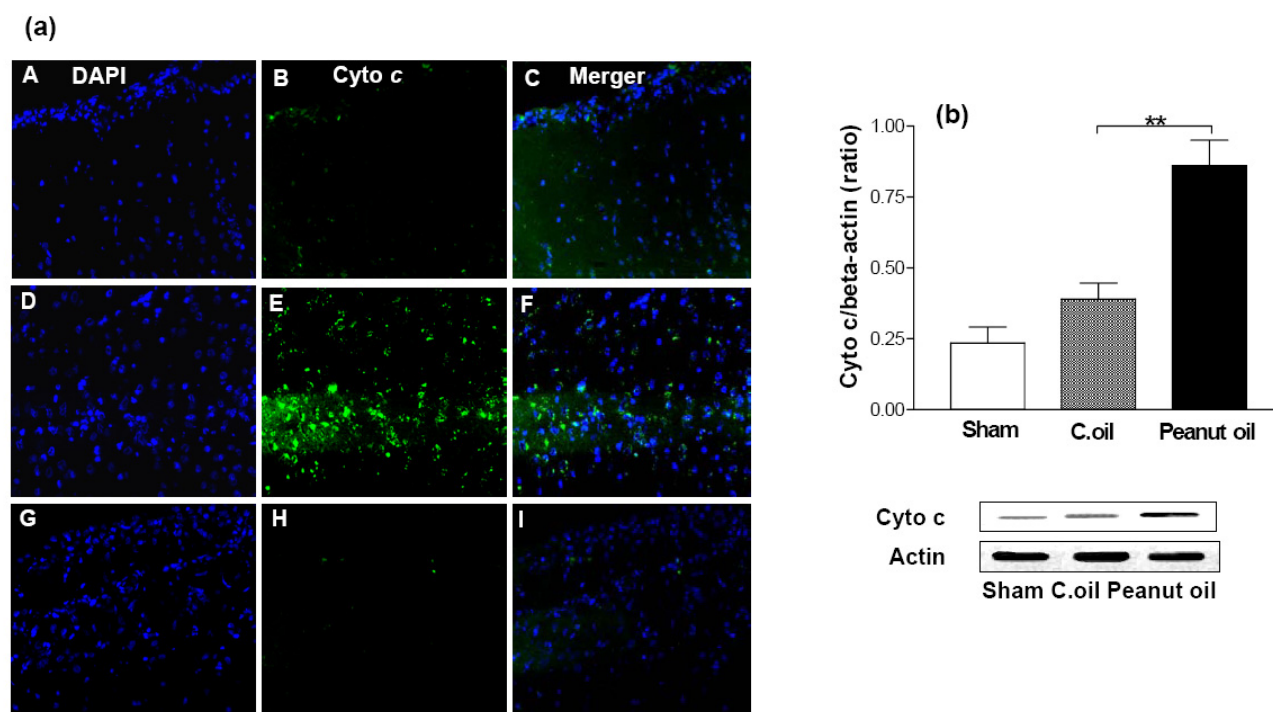 (a)
A DAPI
B Cyto c
C Merger
D
E
F
G
H
I
(b)
**
Cyto c/beta-actin (ratio)
1.00
0.75
0.50
0.25
0.00
Sham C.oil Peanut oil
Cyto c
Actin
Sham C.oil Peanut oil